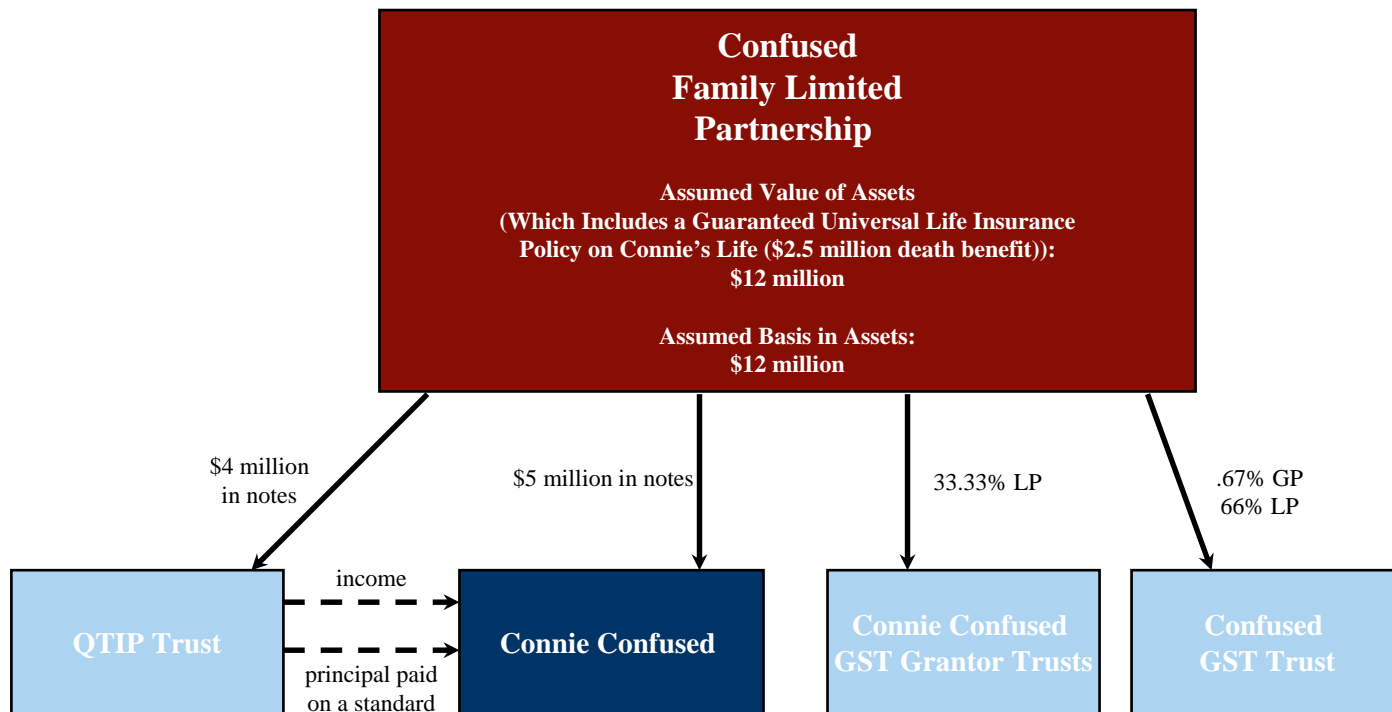 Confused
Family Limited
Partnership
Assumed Value of Assets
(Which Includes a Guaranteed Universal Life Insurance
Policy on Connie’s Life ($2.5 million death benefit)):
$12 million
Assumed Basis in Assets:
$12 million
$4 million
in notes
$5 million in notes
33.33% LP
.67% GP
66% LP
QTIP Trust
income
principal paid
on a standard
Connie Confused
Connie Confused
GST Grantor Trusts
Confused
GST Trust